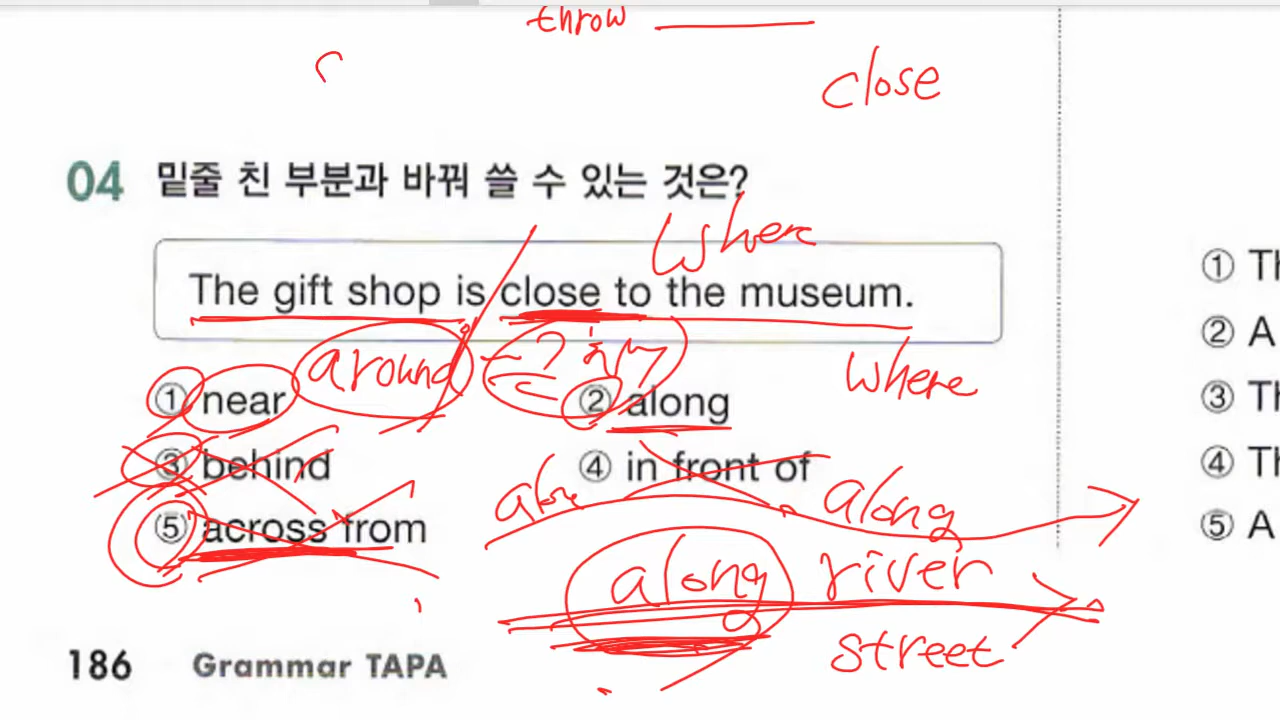 throw
close
04 밑줄 친 부분과 바꿔 쓸 수 있는 것은?
where
The gift shop is close to the museum.
around
where
① near ② along
③ behind ④ in front of
along
⑤ across from
along river
street
186 Grammar TAPA
① Th
② A
③ Th
④ Th
⑤ A